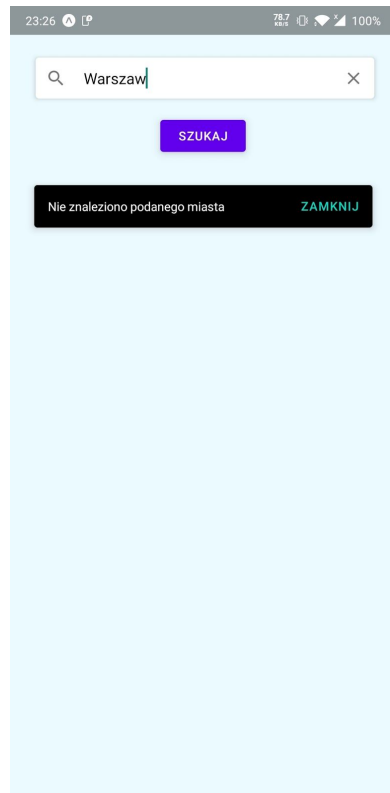 23:26 78.7 KB/S 100%
Warszaw
SZUKAJ
Nie znaleziono podanego miasta ZAMKNIJ